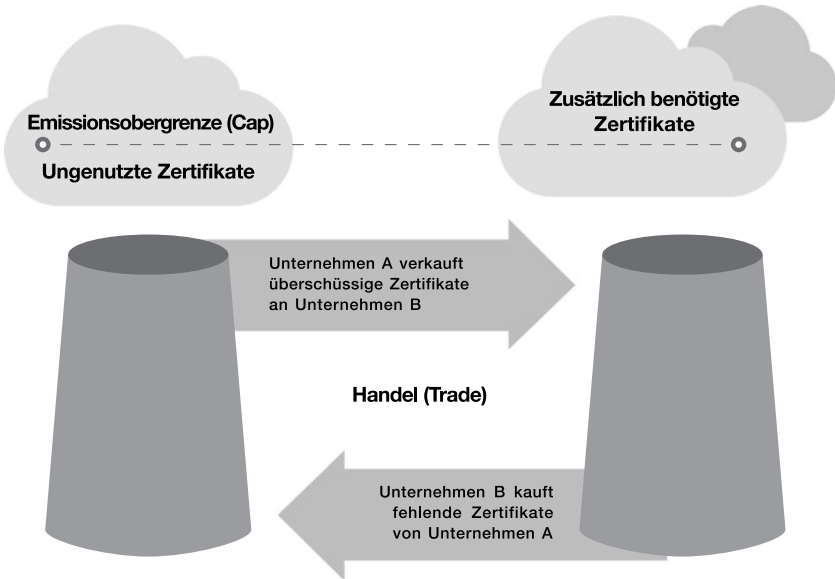 Emissionsobergrenze (Cap)
Ungenutzte Zertifikate
Zusätzlich benötigte
Zertifikate
Unternehmen A verkauft
überschüssige Zertifikate
an Unternehmen B
Handel (Trade)
Unternehmen B kauft
fehlende Zertifikate
von Unternehmen A